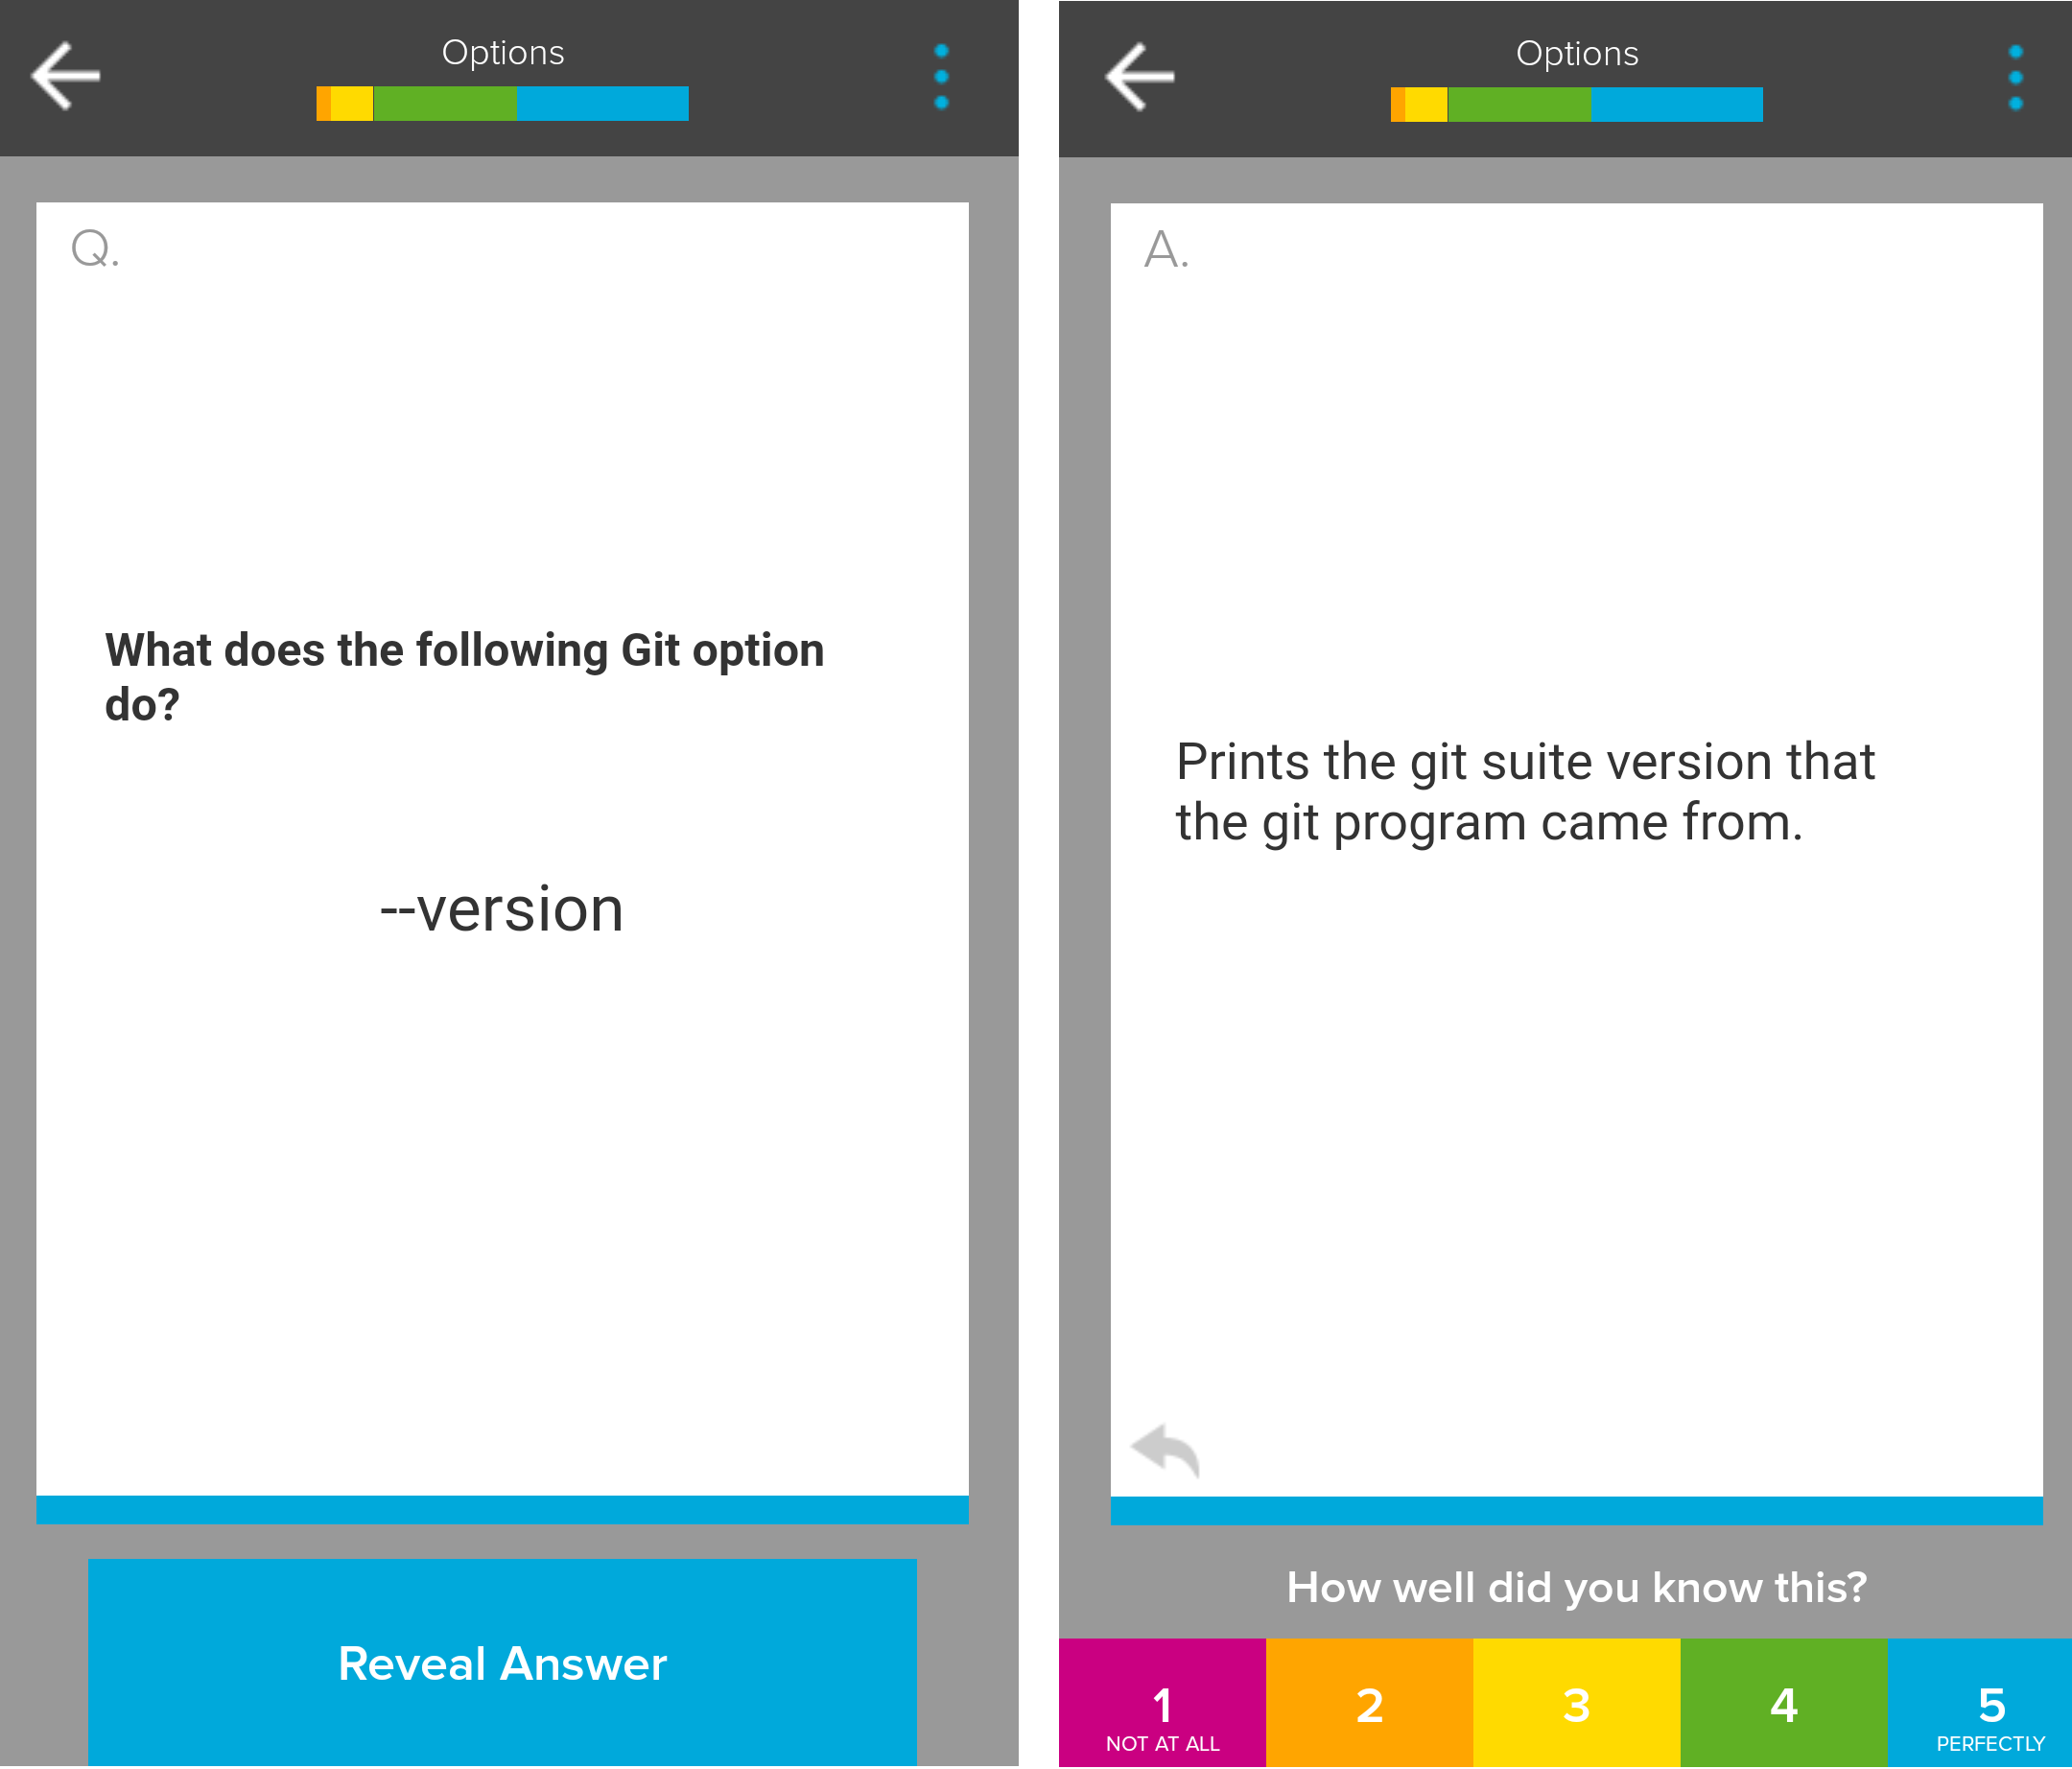 Options
Q.
What does the following Git option
do?
--version
Reveal Answer
Options
A.
Prints the git suite version that
the git program came from.
How well did you know this?
1
NOT AT ALL
2
3
4
5
PERFECTLY